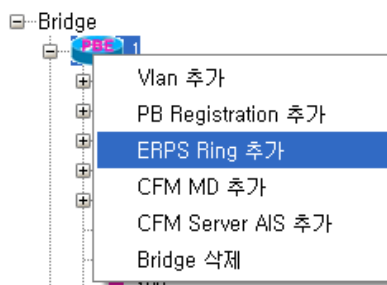 Bridge
PBE 1
Vlan 추가
PB Registration 추가
ERPS Ring 추가
CFM MD 추가
CFM Server AIS 추가
Bridge 삭제